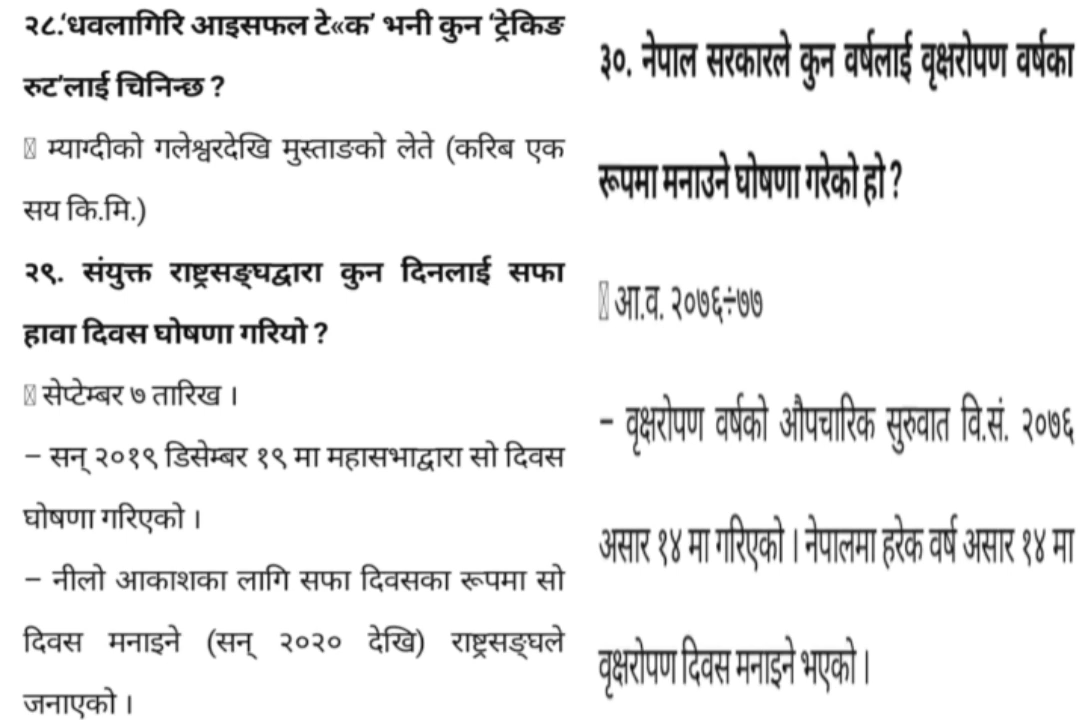 २८.‘धवलागिरि आइसफल टे«क’ भनी कुन ‘ट्रेकिङ
रुट’लाई चिनिन्छ ?
म्याग्दीको गलेश्वरदेखि मुस्ताङको लेते (करिब एक
सय कि.मि.)
२९. संयुक्त राष्ट्रसङ्घद्वारा कुन दिनलाई सफा
हावा दिवस घोषणा गरियो ?
सेप्टेम्बर ७ तारिख ।
– सन् २०१९ डिसेम्बर १९ मा महासभाद्वारा सो दिवस
घोषणा गरिएको ।
– नीलो आकाशका लागि सफा दिवसका रूपमा सो
दिवस मनाइने (सन् २०२० देखि) राष्ट्रसङ्घले
जनाएको ।
३०. नेपाल सरकारले कुन वर्षलाई वृक्षरोपण वर्षका
रूपमा मनाउने घोषणा गरेको हो ?
आ.व. २०७६÷७७
– वृक्षरोपण वर्षको औपचारिक सुरुवात वि.सं. २०७६
असार १४ मा गरिएको । नेपालमा हरेक वर्ष असार १४ मा
वृक्षरोपण दिवस मनाइने भएको ।